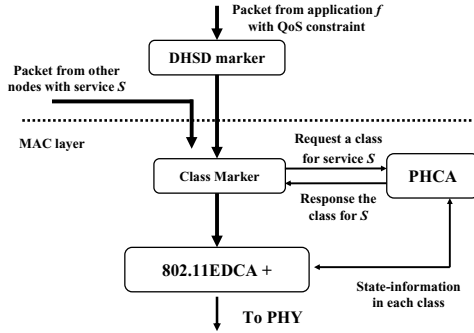 Packet from application f
with QoS constraint
DHSD marker
Packet from other
nodes with service S
MAC layer
Request a class
for service S
Class Marker
PHCA
Response the
class for S
802.11EDCA +
State-information
in each class
To PHY